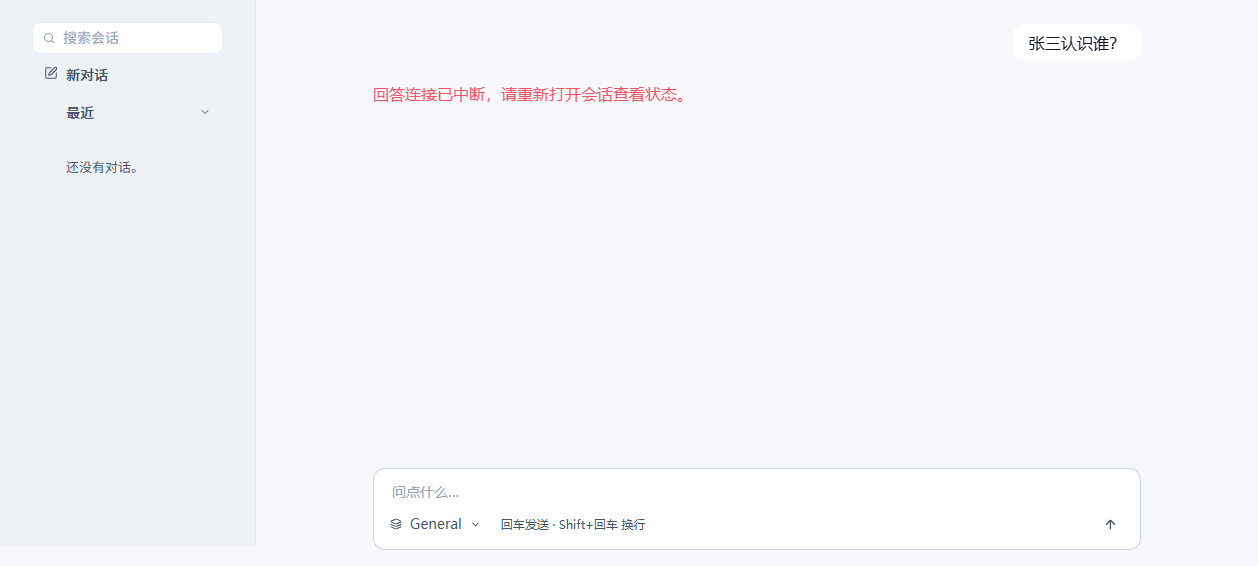 搜索会话
新对话
最近
还没有对话。
张三认识谁?
回答连接已中断，请重新打开会话查看状态。
问点什么...
General
回车发送 · Shift+回车 换行